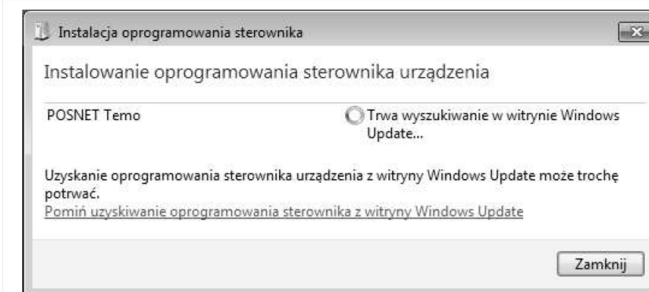 Instalacja oprogramowania sterownika
Instalowanie oprogramowania sterownika urządzenia
POSNET Temo
Trwa wyszukiwanie w witrynie Windows
Update...
Uzyskanie oprogramowania sterownika urządzenia z witryny Windows Update może trochę
potrwać.
Pomiń uzyskiwanie oprogramowania sterownika z witryny Windows Update
Zamknij